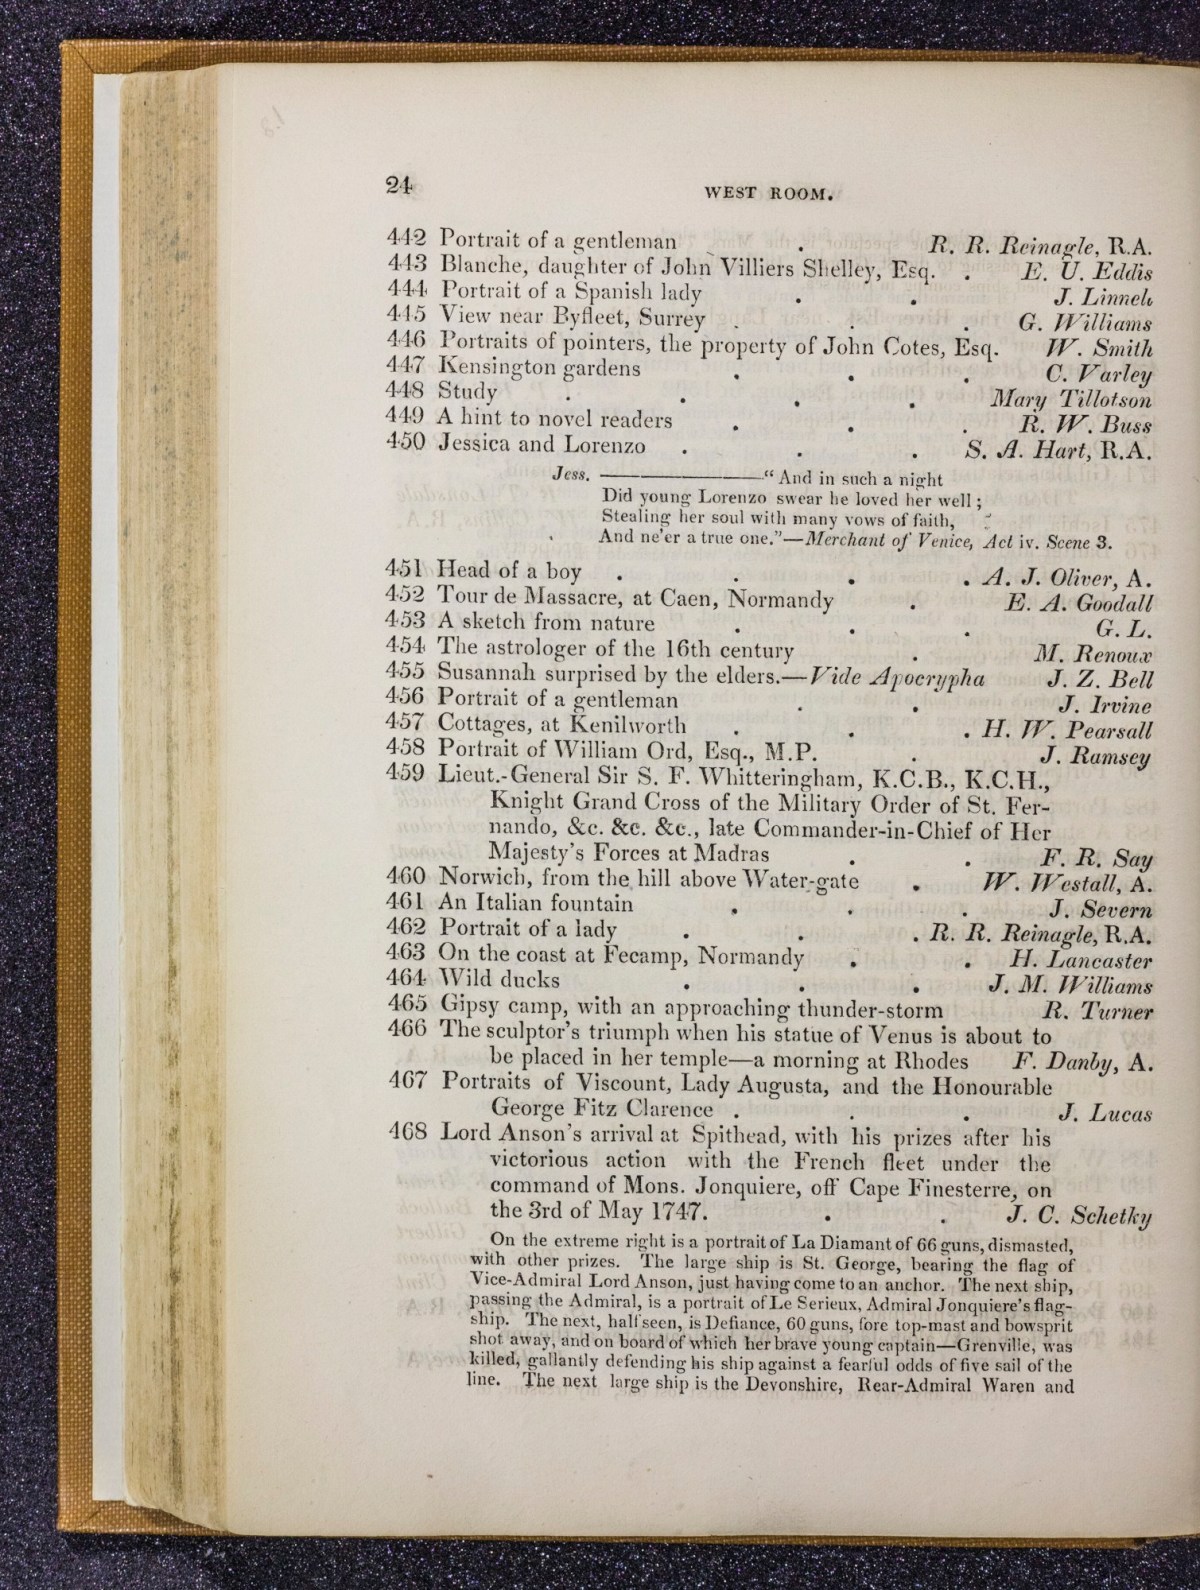 24
WEST ROOM.
442 Portrait of a gentleman . R. R. Reinagle, R.A.
443 Blanche, daughter of John Villiers Shelley, Esq. . E. U. Eddis
444 Portrait of a Spanish lady . . J. Linnell
445 View near Byfleet, Surrey . . . G. Williams
446 Portraits of pointers, the property of John Cotes, Esq. W. Smith
447 Kensington gardens . . . C. Varley
448 Study . . . . Mary Tillotson
449 A hint to novel readers . . . R. W. Buss
450 Jessica and Lorenzo . . . S. A. Hart, R.A.
Jess. ——————— “And in such a night
Did young Lorenzo swear he loved her well;
Stealing her soul with many vows of faith,
And ne'er a true one.”—Merchant of Venice, Act iv. Scene 3.
451 Head of a boy . . . . A. J. Oliver, A.
452 Tour de Massacre, at Caen, Normandy . E. A. Goodall
453 A sketch from nature . . . G. L.
454 The astrologer of the 16th century . M. Renoux
455 Susannah surprised by the elders.—Vide Apocrypha J. Z. Bell
456 Portrait of a gentleman . . J. Irvine
457 Cottages, at Kenilworth . . . H. W. Pearsall
458 Portrait of William Ord, Esq., M.P. . J. Ramsey
459 Lieut.-General Sir S. F. Whitteringham, K.C.B., K.C.H.,
Knight Grand Cross of the Military Order of St. Fer-
nando, &c. &c. &c., late Commander-in-Chief of Her
Majesty's Forces at Madras . . F. R. Say
460 Norwich, from the hill above Water-gate . W. Westall, A.
461 An Italian fountain . . . J. Severn
462 Portrait of a lady . . . R. R. Reinagle, R.A.
463 On the coast at Fecamp, Normandy . . H. Lancaster
464 Wild ducks . . . J. M. Williams
465 Gipsy camp, with an approaching thunder-storm R. Turner
466 The sculptor's triumph when his statue of Venus is about to
be placed in her temple—a morning at Rhodes F. Danby, A.
467 Portraits of Viscount, Lady Augusta, and the Honourable
George Fitz Clarence . . . J. Lucas
468 Lord Anson's arrival at Spithead, with his prizes after his
victorious action with the French fleet under the
command of Mons. Jonquiere, off Cape Finesterre, on
the 3rd of May 1747. . . J. C. Schetky
On the extreme right is a portrait of La Diamant of 66 guns, dismasted,
with other prizes. The large ship is St. George, bearing the flag of
Vice-Admiral Lord Anson, just having come to an anchor. The next ship,
passing the Admiral, is a portrait of Le Serieux, Admiral Jonquiere's flag-
ship. The next, half seen, is Defiance, 60 guns, fore top-mast and bowsprit
shot away, and on board of which her brave young captain—Grenville, was
killed, gallantly defending his ship against a fearful odds of five sail of the
line. The next large ship is the Devonshire, Rear-Admiral Waren and